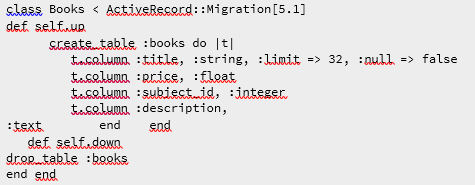 class Books < ActiveRecord::Migration[5.1]
def self.up
create_table :books do |t|
t.column :title, :string, :limit => 32, :null => false
t.column :price, :float
t.column :subject_id, :integer
t.column :description,
:text end end
def self.down
drop_table :books
end end